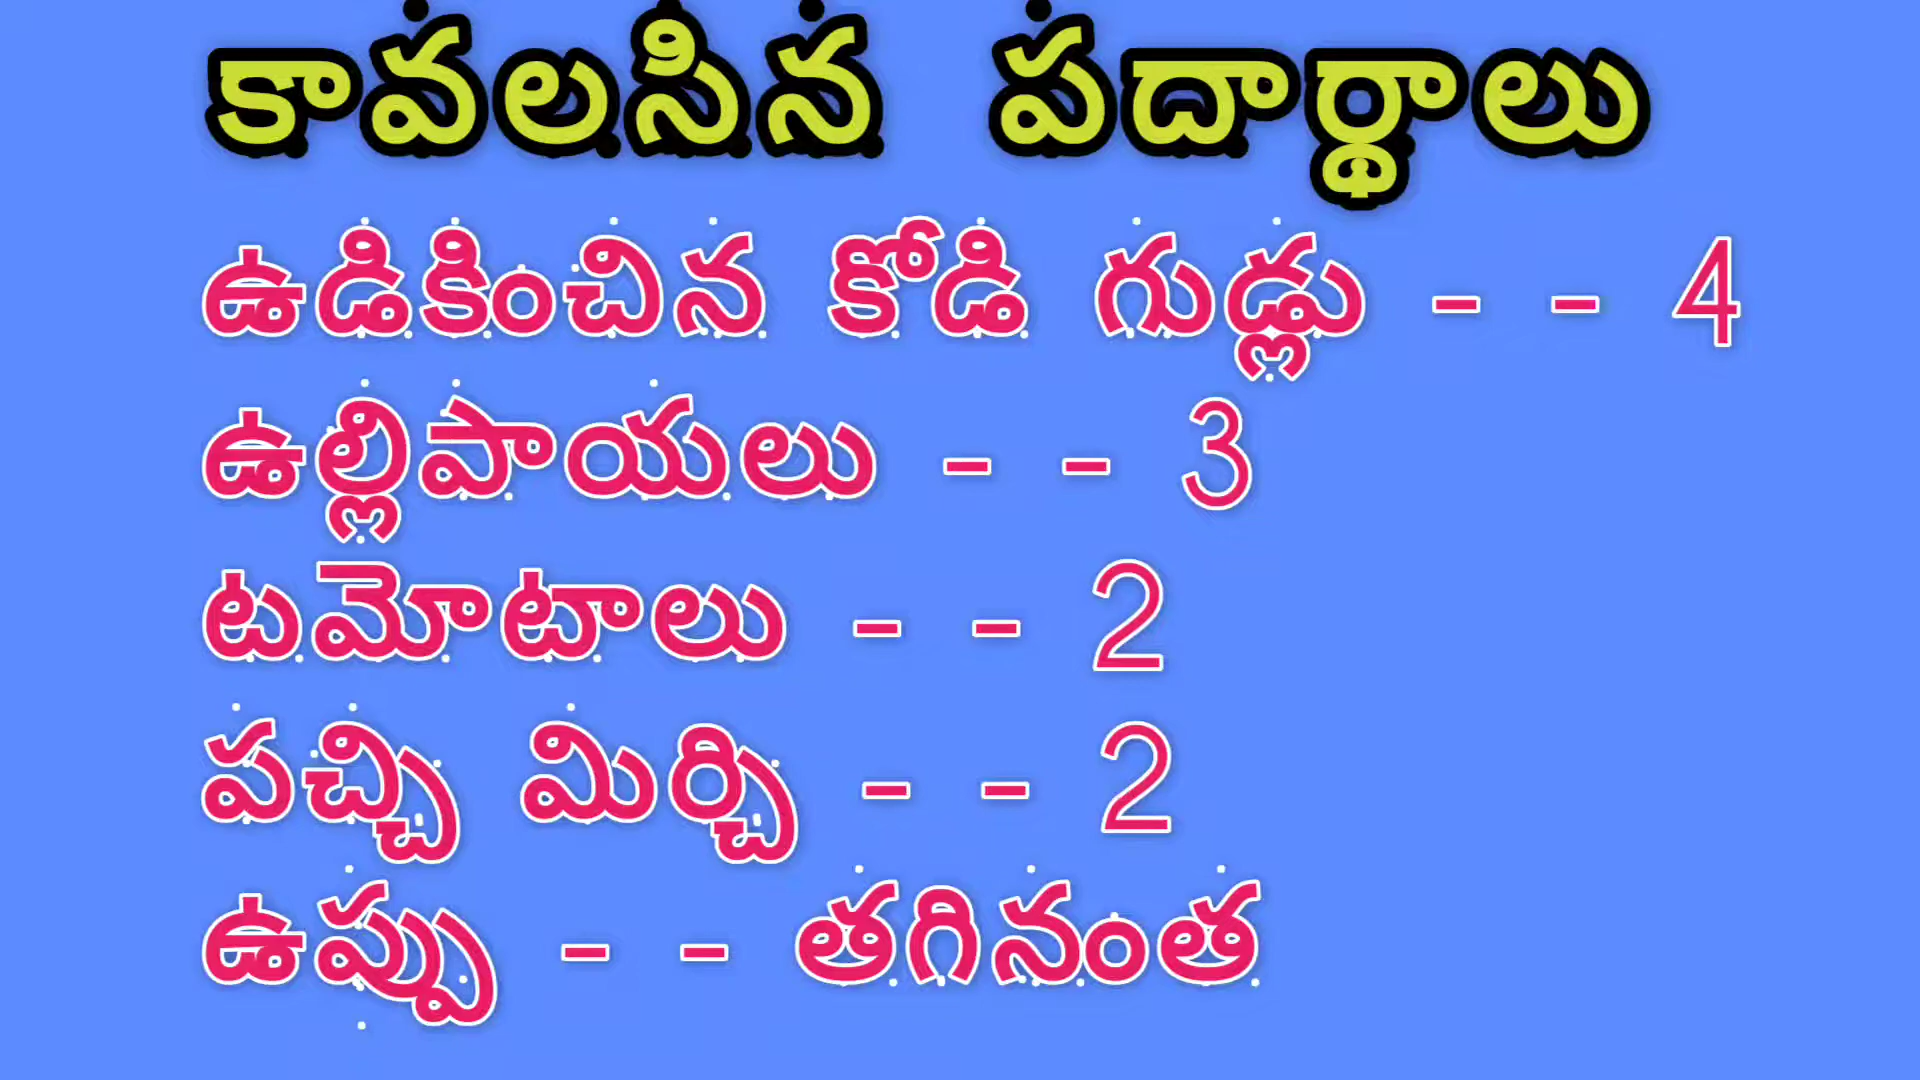 కావలసిన పదార్థాలు
ఉడికించిన కోడి గుడ్లు - - 4
ఉల్లిపాయలు - - 3
టమోటాలు - - 2
పచ్చి మిర్చి - - 2
ఉప్పు - - తగినంత